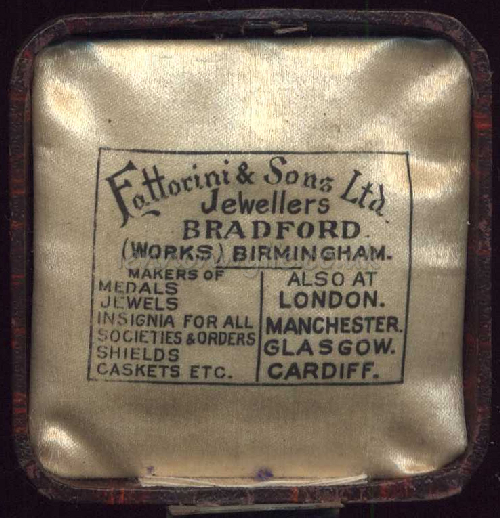 Fattorini & Sons Ltd.
Jewellers
BRADFORD.
(WORKS) BIRMINGHAM.
MAKERS OF
MEDALS
JEWELS
INSIGNIA FOR ALL
SOCIETIES & ORDERS
SHIELDS
CASKETS ETC.
ALSO AT
LONDON.
MANCHESTER.
GLASGOW.
CARDIFF.